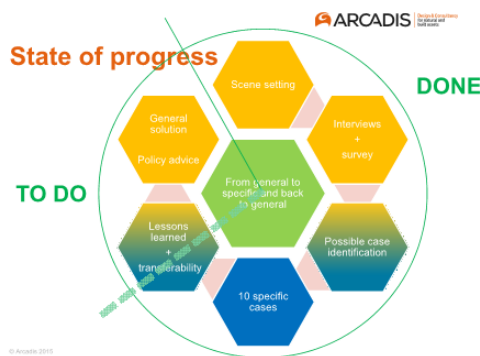 ARCADIS
Design & Consultancy
for natural and
built assets
State of progress
Scene setting
DONE
General
solution
Policy advice
Interviews
+
survey
From general to
specific and back
to general
TO DO
Lessons
learned
+
transferability
Possible case
identification
10 specific
cases
© Arcadis 2015